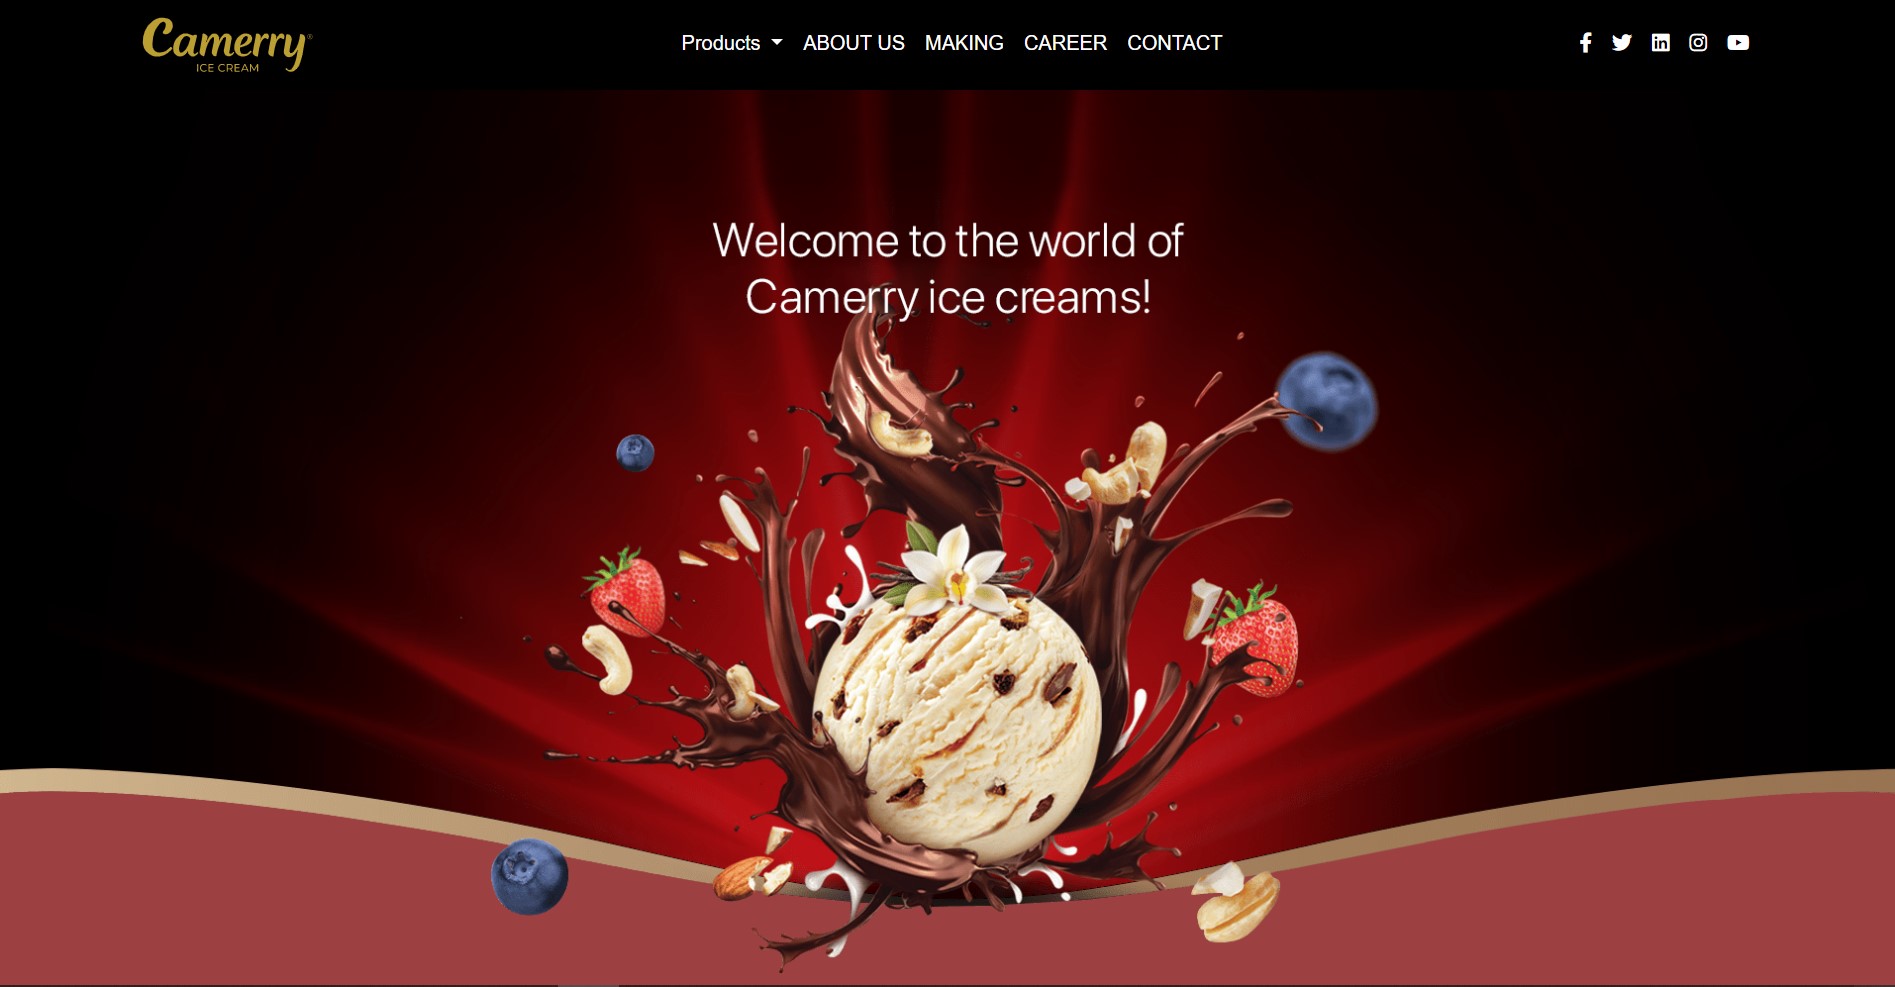 Camerry®
ICE CREAM
Products
ABOUT US
MAKING
CAREER
CONTACT
Welcome to the world of
Camerry ice creams!